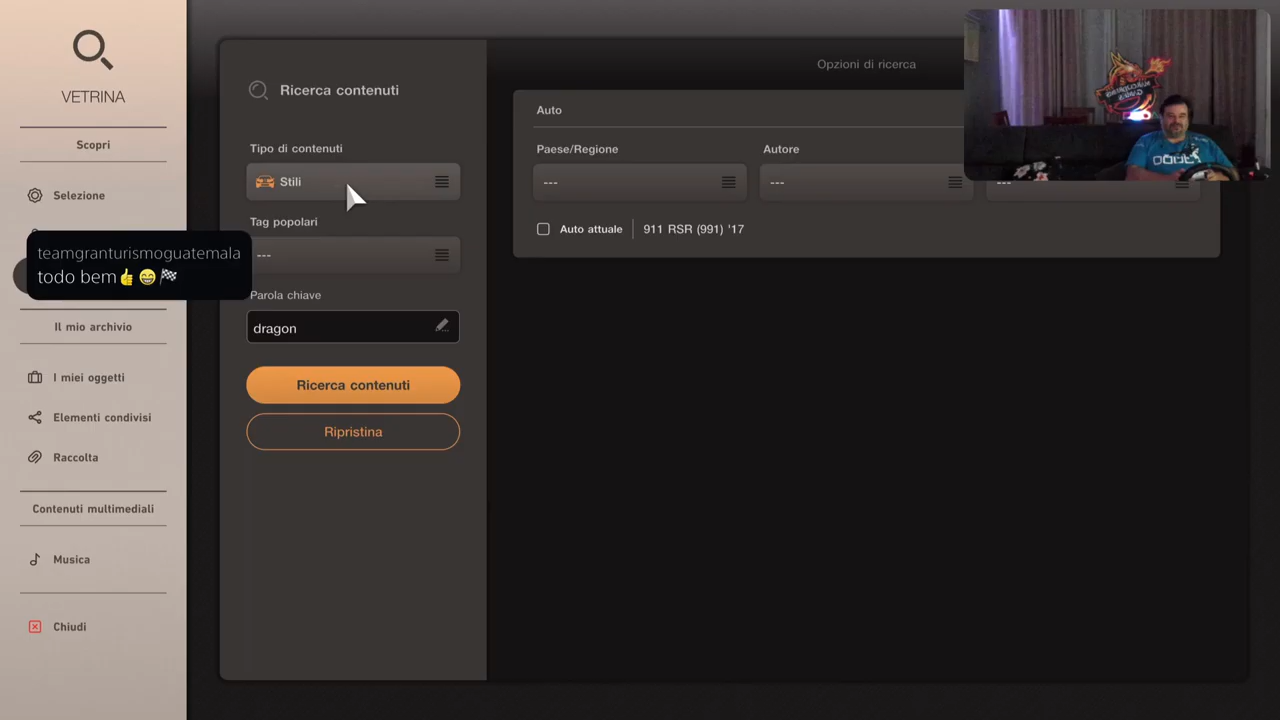 VETRINA
Scopri
Selezione
teamgranturismoguatemala
todo bem👍😁🏁
Il mio archivio
I miei oggetti
Elementi condivisi
Raccolta
Contenuti multimediali
Musica
Chiudi
Ricerca contenuti
Tipo di contenuti
Stili
Tag popolari
---
Parola chiave
dragon
Ricerca contenuti
Ripristina
Opzioni di ricerca
Auto
Paese/Regione
Autore
---
---
---
Auto attuale
911 RSR (991) '17